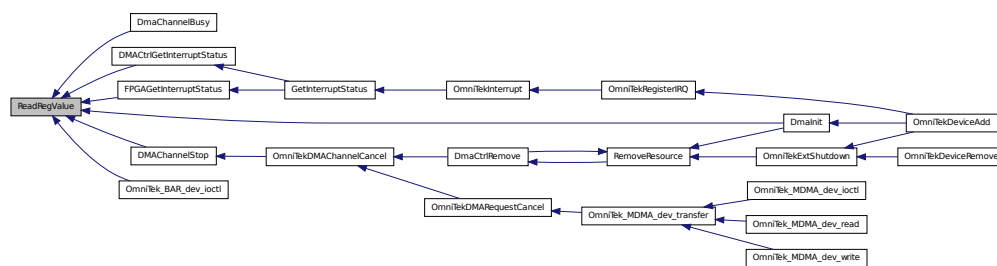 DmaChannelBusy
DMACtrlGetInterruptStatus
FPGAGetInterruptStatus
GetInterruptStatus
OmniTekInterrupt
OmniTekRegisterIRQ
ReadRegValue
DmaInit
OmniTekDeviceAdd
DMAChannelStop
OmniTekDMAChannelCancel
DmaCtrlRemove
RemoveResource
OmniTekExtShutdown
OmniTekDeviceRemove
OmniTek_BAR_dev_ioctl
OmniTekDMARequestCancel
OmniTek_MDMA_dev_transfer
OmniTek_MDMA_dev_ioctl
OmniTek_MDMA_dev_read
OmniTek_MDMA_dev_write